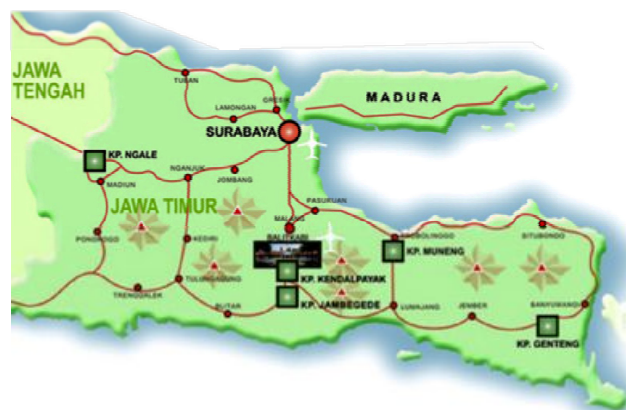 JAWA
TENGAH
TUBAN
LAMONGAN
GRESIK
MADURA
SURABAYA
KP. NGALE
NGANJUK
JOMBANG
MADIUN
PASURUAN
JAWA TIMUR
MALANG
PONOROGO
KEDIRI
BALITKABI
PROBOLINGGO
SITUBONDO
KP. MUNENG
TULUNGAGUNG
KP. KENDALPAYAK
TRENGGALEK
BLITAR
KP. JAMBEGEDE
LUMAJANG
JEMBER
BANYUWANGI
KP. GENTENG